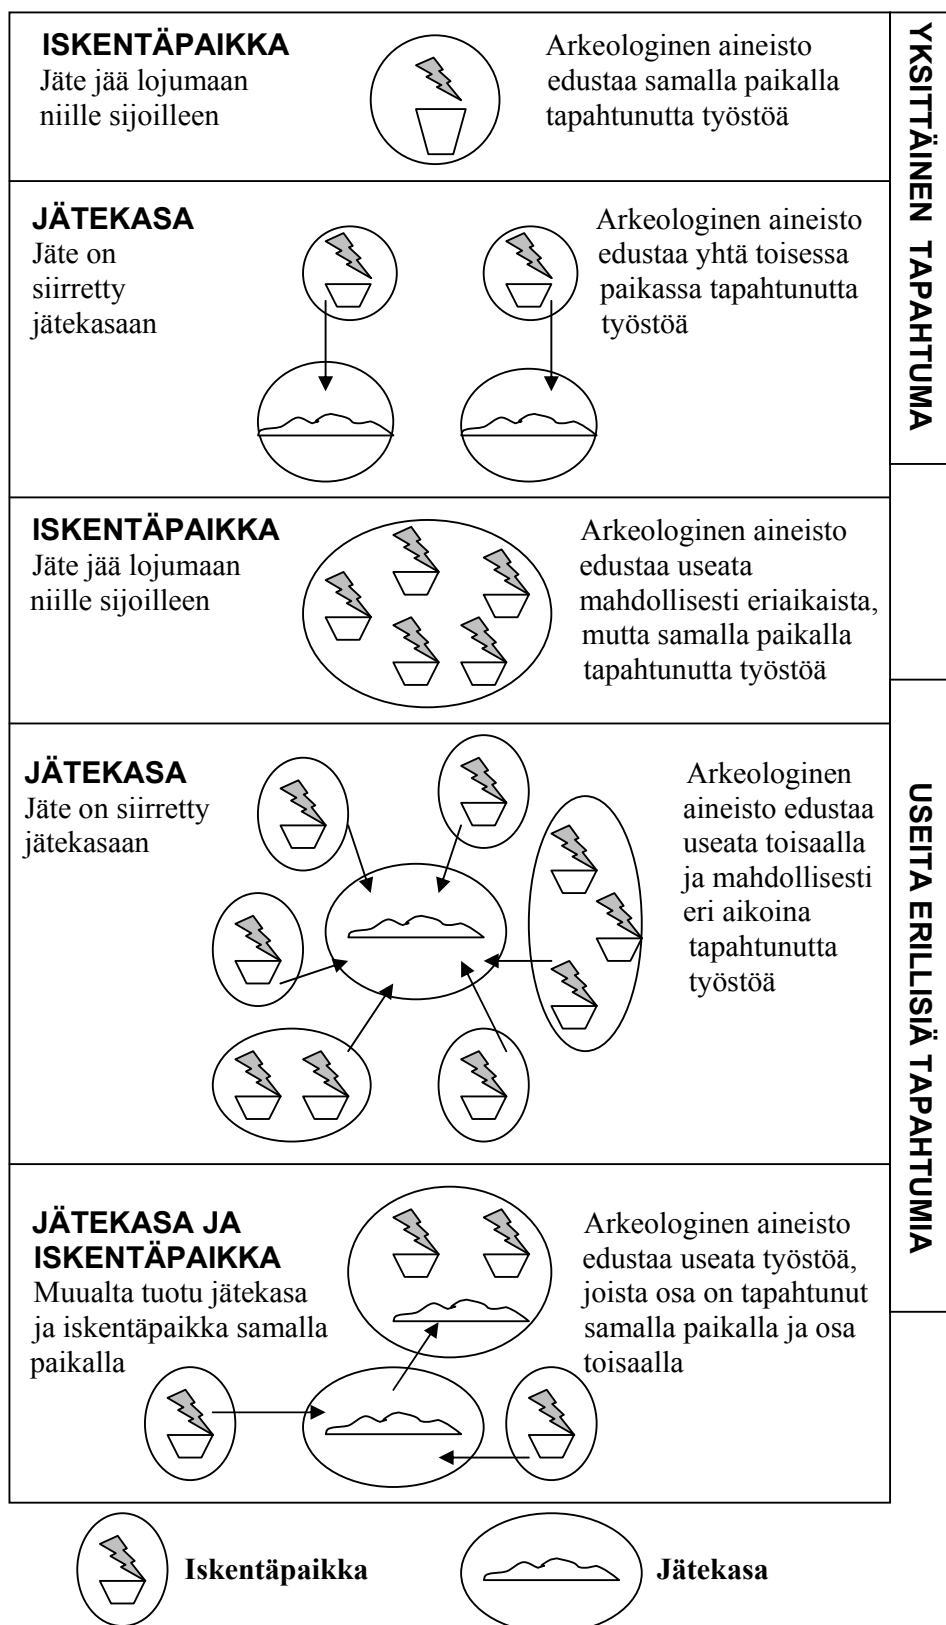 ISKENTÄPAIKKA
Jäte jää lojumaan
niille sijoilleen
Arkeologinen aineisto
edustaa samalla paikalla
tapahtunutta työstöä
YKSITTÄINEN TAPAHTUMA
JÄTEKASA
Jäte on
siirretty
jätekasaan
Arkeologinen aineisto
edustaa yhtä toisessa
paikassa tapahtunutta
työstöä
ISKENTÄPAIKKA
Jäte jää lojumaan
niille sijoilleen
Arkeologinen aineisto
edustaa useata
mahdollisesti eriaikaista,
mutta samalla paikalla
tapahtunutta työstöä
JÄTEKASA
Jäte on siirretty
jätekasaan
Arkeologinen
aineisto edustaa
useata toisaalla
ja mahdollisesti
eri aikoina
tapahtunutta
työstöä
USEITA ERILLISIÄ TAPAHTUMIA
JÄTEKASA JA
ISKENTÄPAIKKA
Muualta tuotu jätekasa
ja iskentäpaikka samalla
paikalla
Arkeologinen aineisto
edustaa useata työstöä,
joista osa on tapahtunut
samalla paikalla ja osa
toisaalla
Iskentäpaikka
Jätekasa